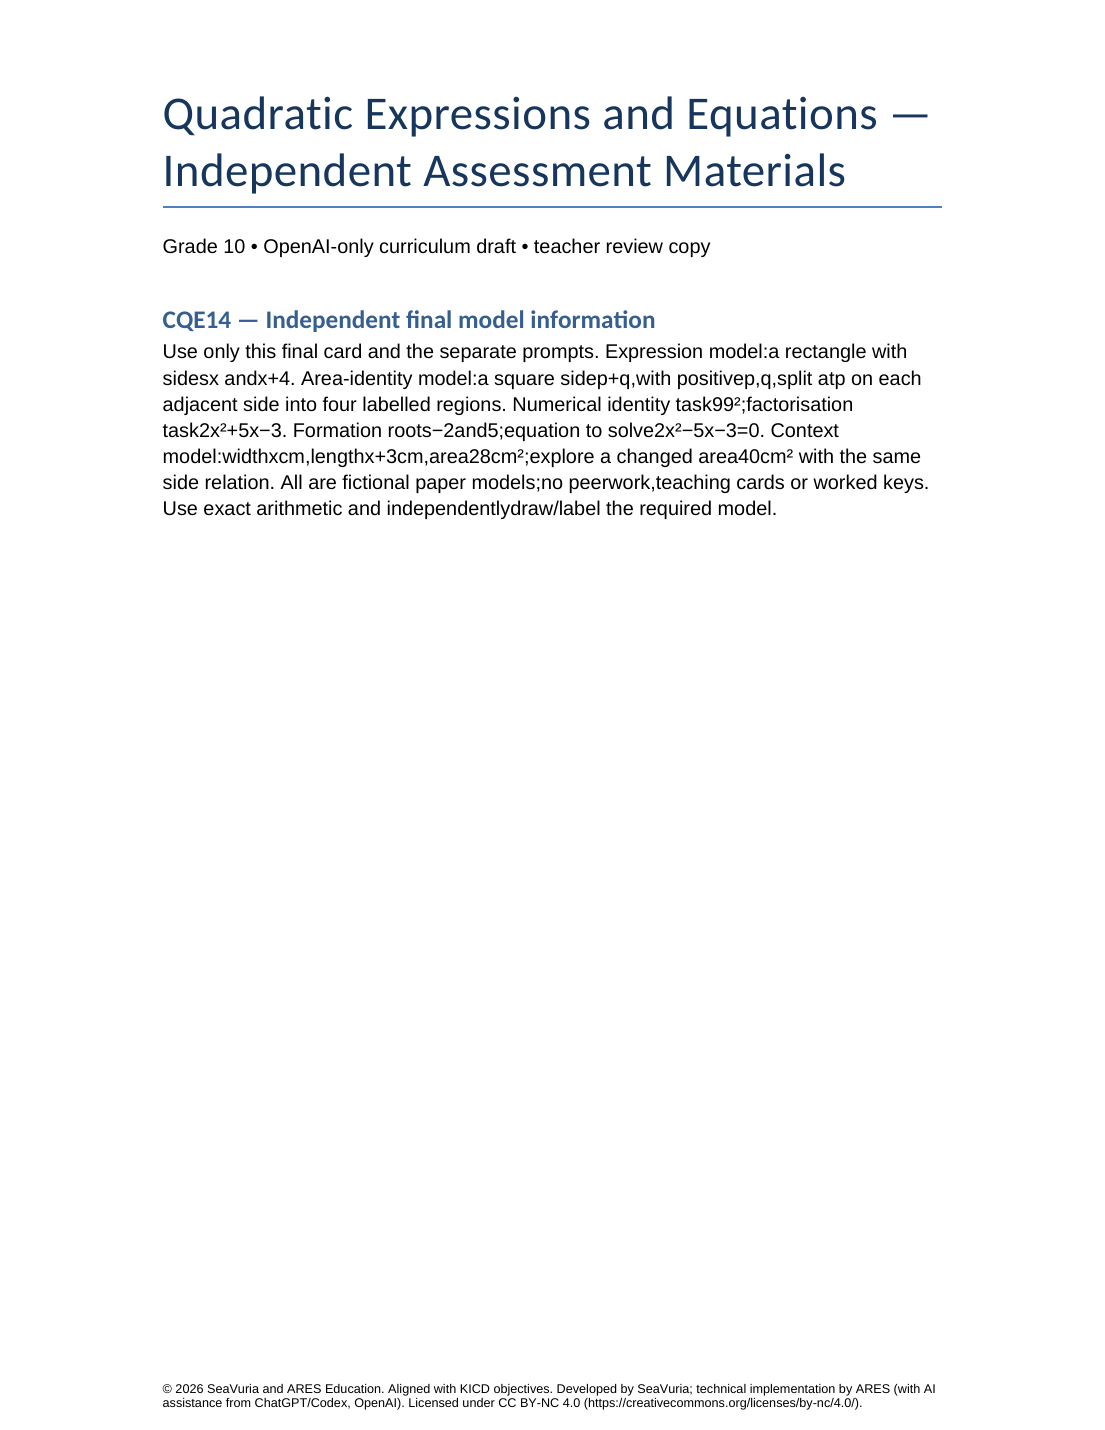 Quadratic Expressions and Equations —
Independent Assessment Materials
Grade 10 • OpenAI-only curriculum draft • teacher review copy
CQE14 — Independent final model information
Use only this final card and the separate prompts. Expression model:a rectangle with
sidesx andx+4. Area-identity model:a square sidep+q,with positivep,q,split atp on each
adjacent side into four labelled regions. Numerical identity task99²;factorisation
task2x²+5x−3. Formation roots−2and5;equation to solve2x²−5x−3=0. Context
model:widthxcm,lengthx+3cm,area28cm²;explore a changed area40cm² with the same
side relation. All are fictional paper models;no peerwork,teaching cards or worked keys.
Use exact arithmetic and independentlydraw/label the required model.
© 2026 SeaVuria and ARES Education. Aligned with KICD objectives. Developed by SeaVuria; technical implementation by ARES (with AI
assistance from ChatGPT/Codex, OpenAI). Licensed under CC BY-NC 4.0 (https://creativecommons.org/licenses/by-nc/4.0/).